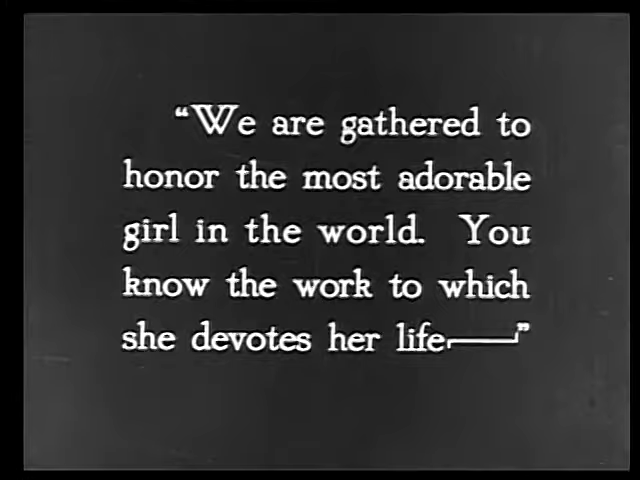 “We are gathered to
honor the most adorable
girl in the world. You
know the work to which
she devotes her life——”